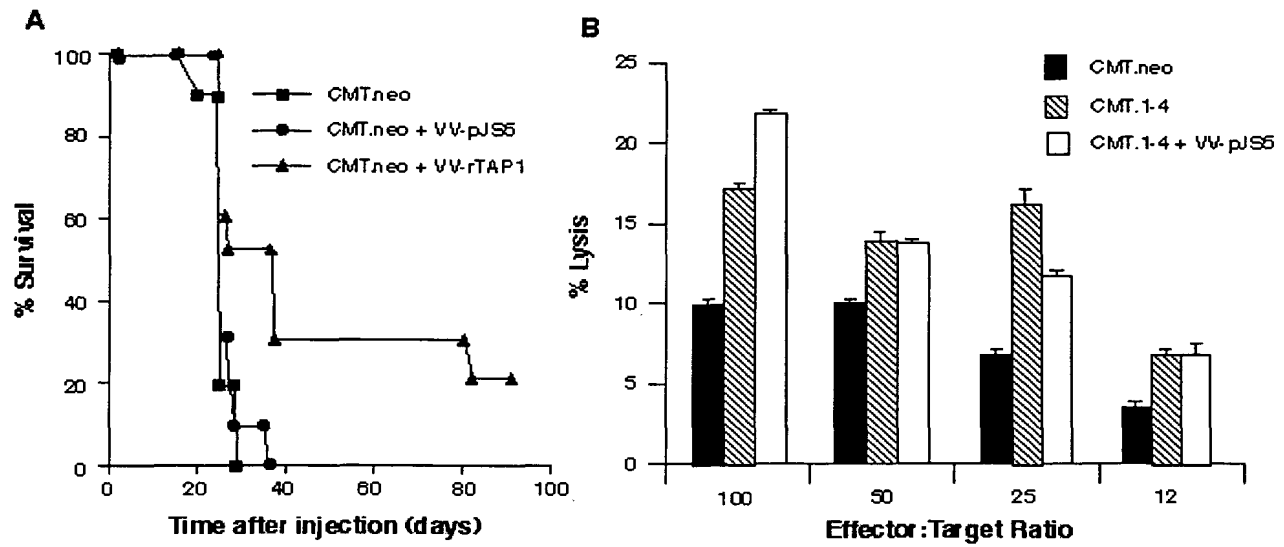 A
% Survival
100
80
60
40
20
0
CMT.neo
CMT.neo + VV-pJS5
CMT.neo + VV-rTAP1
0 20 40 60 80 100
Time after injection (days)
B
% Lysis
25
20
15
10
5
0
CMT.neo
CMT.1-4
CMT.1-4 + VV-pJS5
100 50 25 12
Effector:Target Ratio